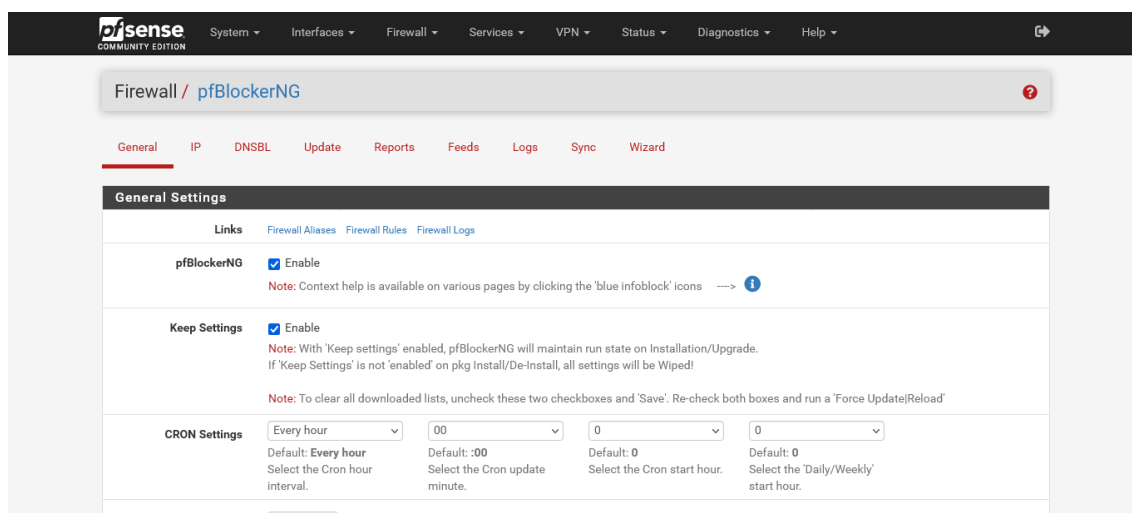 pfsense
COMMUNITY EDITION
System Interfaces Firewall Services VPN Status Diagnostics Help
Firewall / pfBlockerNG
General IP DNSBL Update Reports Feeds Logs Sync Wizard
General Settings
Links Firewall Aliases Firewall Rules Firewall Logs
pfBlockerNG Enable
Note: Context help is available on various pages by clicking the 'blue infoblock' icons ---->
Keep Settings Enable
Note: With 'Keep settings' enabled, pfBlockerNG will maintain run state on Installation/Upgrade.
If 'Keep Settings' is not 'enabled' on pkg Install/De-Install, all settings will be Wiped!
Note: To clear all downloaded lists, uncheck these two checkboxes and 'Save'. Re-check both boxes and run a 'Force Update|Reload'
CRON Settings Every hour 00 0 0
Default: Every hour Default: :00 Default: 0 Default: 0
Select the Cron hour Select the Cron update Select the Cron start hour. Select the 'Daily/Weekly'
interval. minute. start hour.